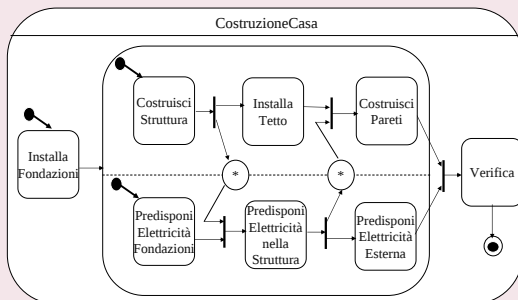 CostruzioneCasa
Costruisci
Struttura
Installa
Tetto
Costruisci
Pareti
Installa
Fondazioni
*
*
Verifica
Predisponi
Elettricità
Fondazioni
Predisponi
Elettricità
nella
Struttura
Predisponi
Elettricità
Esterna